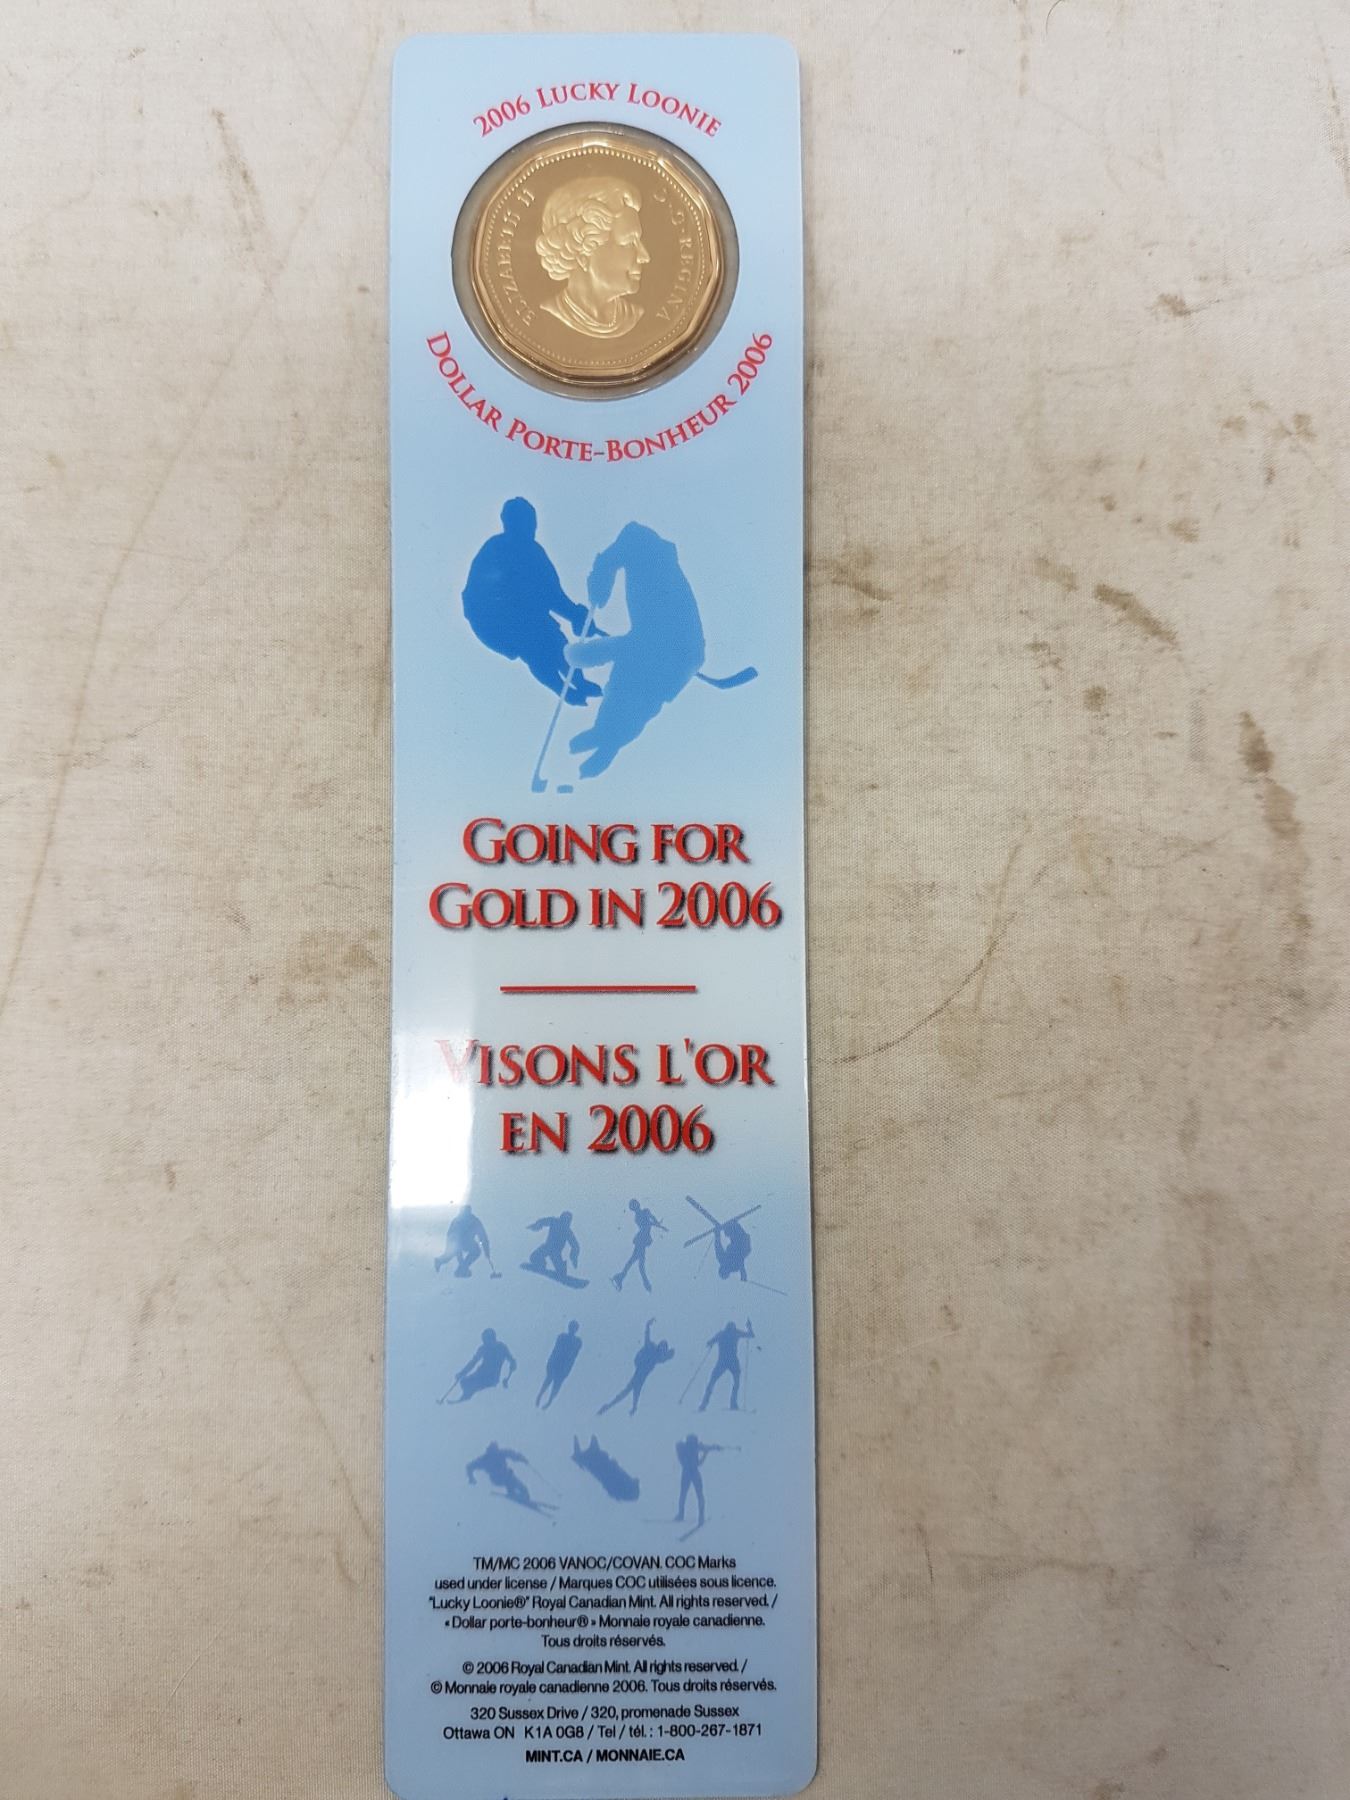 2006 LUCKY LOONIE
ELIZABETH II D·G·REGINA
DOLLAR PORTE-BONHEUR 2006
GOING FOR
GOLD IN 2006
VISONS L'OR
EN 2006
TM/MC 2006 VANOC/COVAN. COC Marks
used under license / Marques COC utilisées sous licence.
"Lucky Loonie®" Royal Canadian Mint. All rights reserved. /
« Dollar porte-bonheur® » Monnaie royale canadienne.
Tous droits réservés.
© 2006 Royal Canadian Mint. All rights reserved. /
© Monnaie royale canadienne 2006. Tous droits réservés.
320 Sussex Drive / 320, promenade Sussex
Ottawa ON K1A 0G8 / Tel / tél. : 1-800-267-1871
MINT.CA / MONNAIE.CA